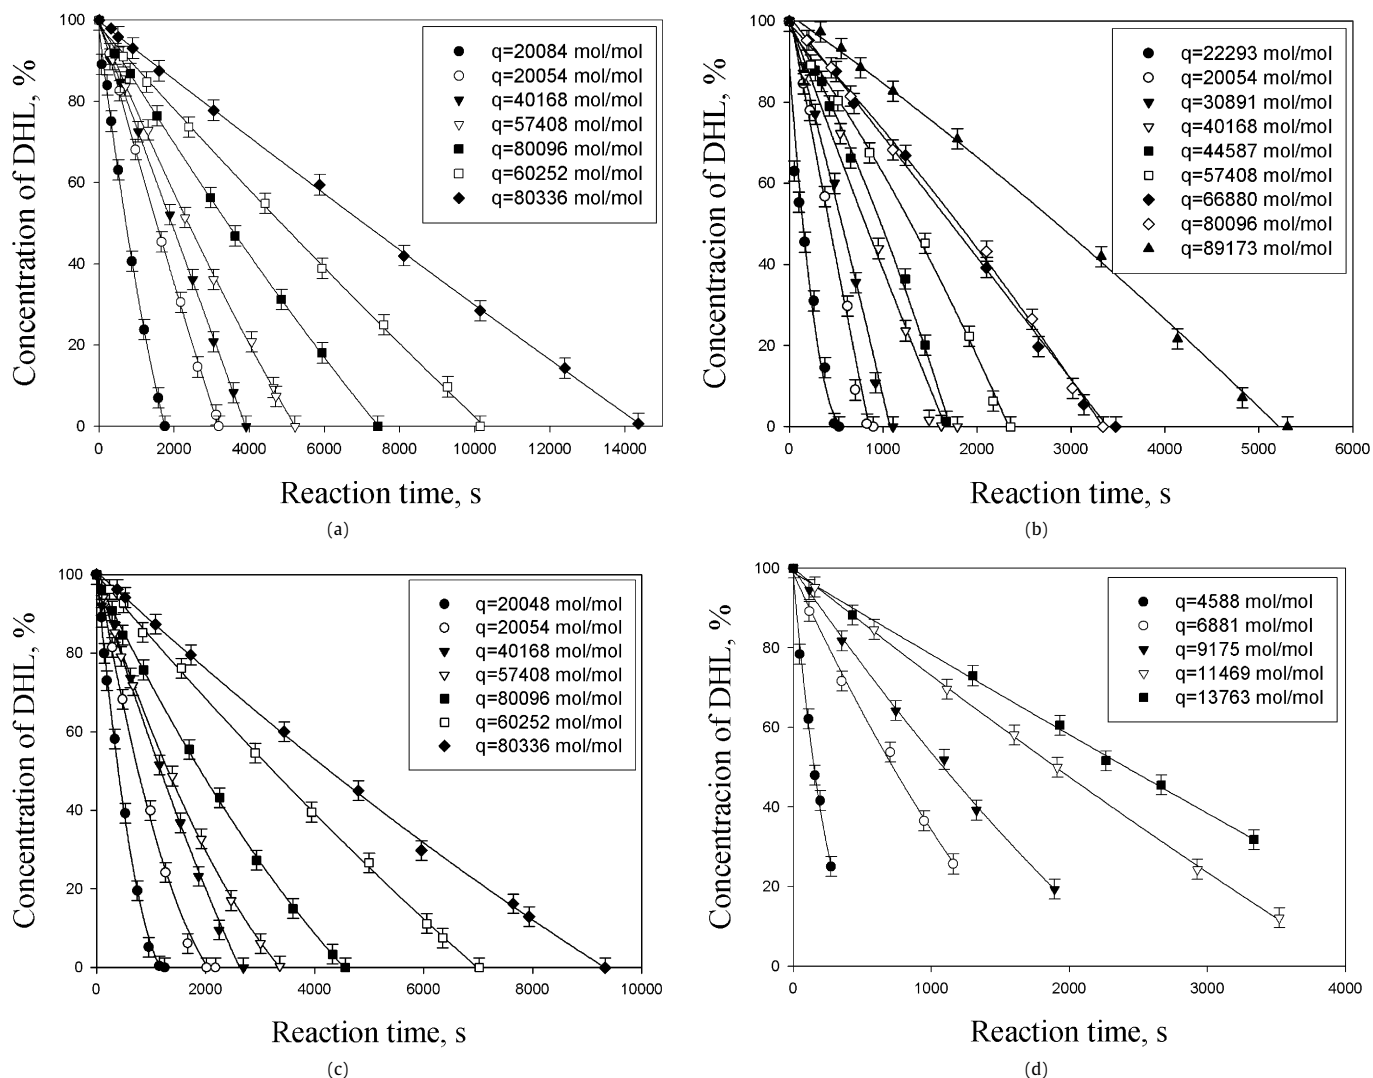 Concentration of DHL, %
100
80
60
40
20
0
q=20084 mol/mol
q=20054 mol/mol
q=40168 mol/mol
q=57408 mol/mol
q=80096 mol/mol
q=60252 mol/mol
q=80336 mol/mol
0 2000 4000 6000 8000 10000 12000 14000
Reaction time, s
(a)
Concentracion of DHL, %
100
80
60
40
20
0
q=22293 mol/mol
q=20054 mol/mol
q=30891 mol/mol
q=40168 mol/mol
q=44587 mol/mol
q=57408 mol/mol
q=66880 mol/mol
q=80096 mol/mol
q=89173 mol/mol
0 1000 2000 3000 4000 5000 6000
Reaction time, s
(b)
Concentration of DHL, %
100
80
60
40
20
0
q=20048 mol/mol
q=20054 mol/mol
q=40168 mol/mol
q=57408 mol/mol
q=80096 mol/mol
q=60252 mol/mol
q=80336 mol/mol
0 2000 4000 6000 8000 10000
Reaction time, s
(c)
Concentracion of DHL, %
100
80
60
40
20
0
q=4588 mol/mol
q=6881 mol/mol
q=9175 mol/mol
q=11469 mol/mol
q=13763 mol/mol
0 1000 2000 3000 4000
Reaction time, s
(d)